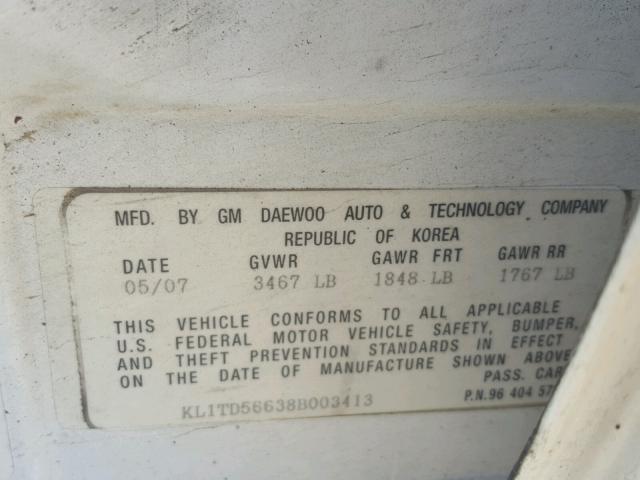 MFD. BY GM DAEWOO AUTO & TECHNOLOGY COMPANY
REPUBLIC OF KOREA
DATE GVWR GAWR FRT GAWR RR
05/07 3467 LB 1848 LB 1767 LB
THIS VEHICLE CONFORMS TO ALL APPLICABLE
U.S. FEDERAL MOTOR VEHICLE SAFETY, BUMPER,
AND THEFT PREVENTION STANDARDS IN EFFECT
ON THE DATE OF MANUFACTURE SHOWN ABOVE
PASS. CAR
KL1TD56638B003413
P.N.96 404